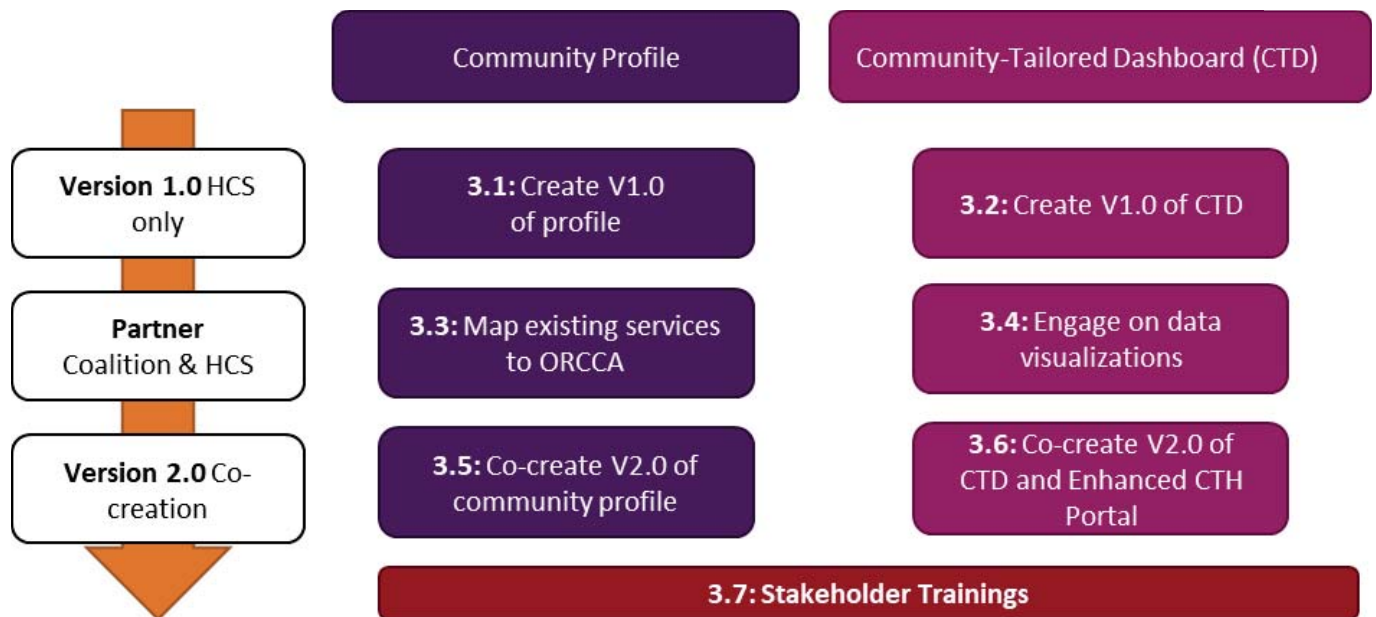 Community Profile
Community-Tailored Dashboard (CTD)
Version 1.0 HCS
only
3.1: Create V1.0
of profile
3.2: Create V1.0 of CTD
Partner
Coalition & HCS
3.3: Map existing services
to ORCCA
3.4: Engage on data
visualizations
Version 2.0 Co-
creation
3.5: Co-create V2.0 of
community profile
3.6: Co-create V2.0 of
CTD and Enhanced CTH
Portal
3.7: Stakeholder Trainings